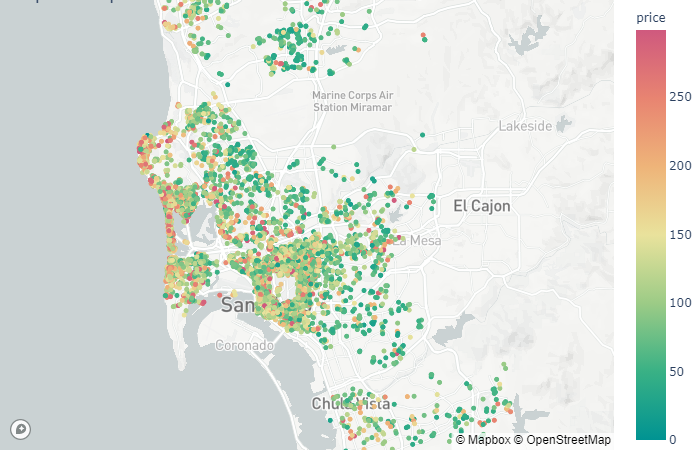 price
Marine Corps Air
Station Miramar
Lakeside
250
200
El Cajon
La Mesa
150
100
San
Coronado
50
Chula Vista
0
© Mapbox © OpenStreetMap